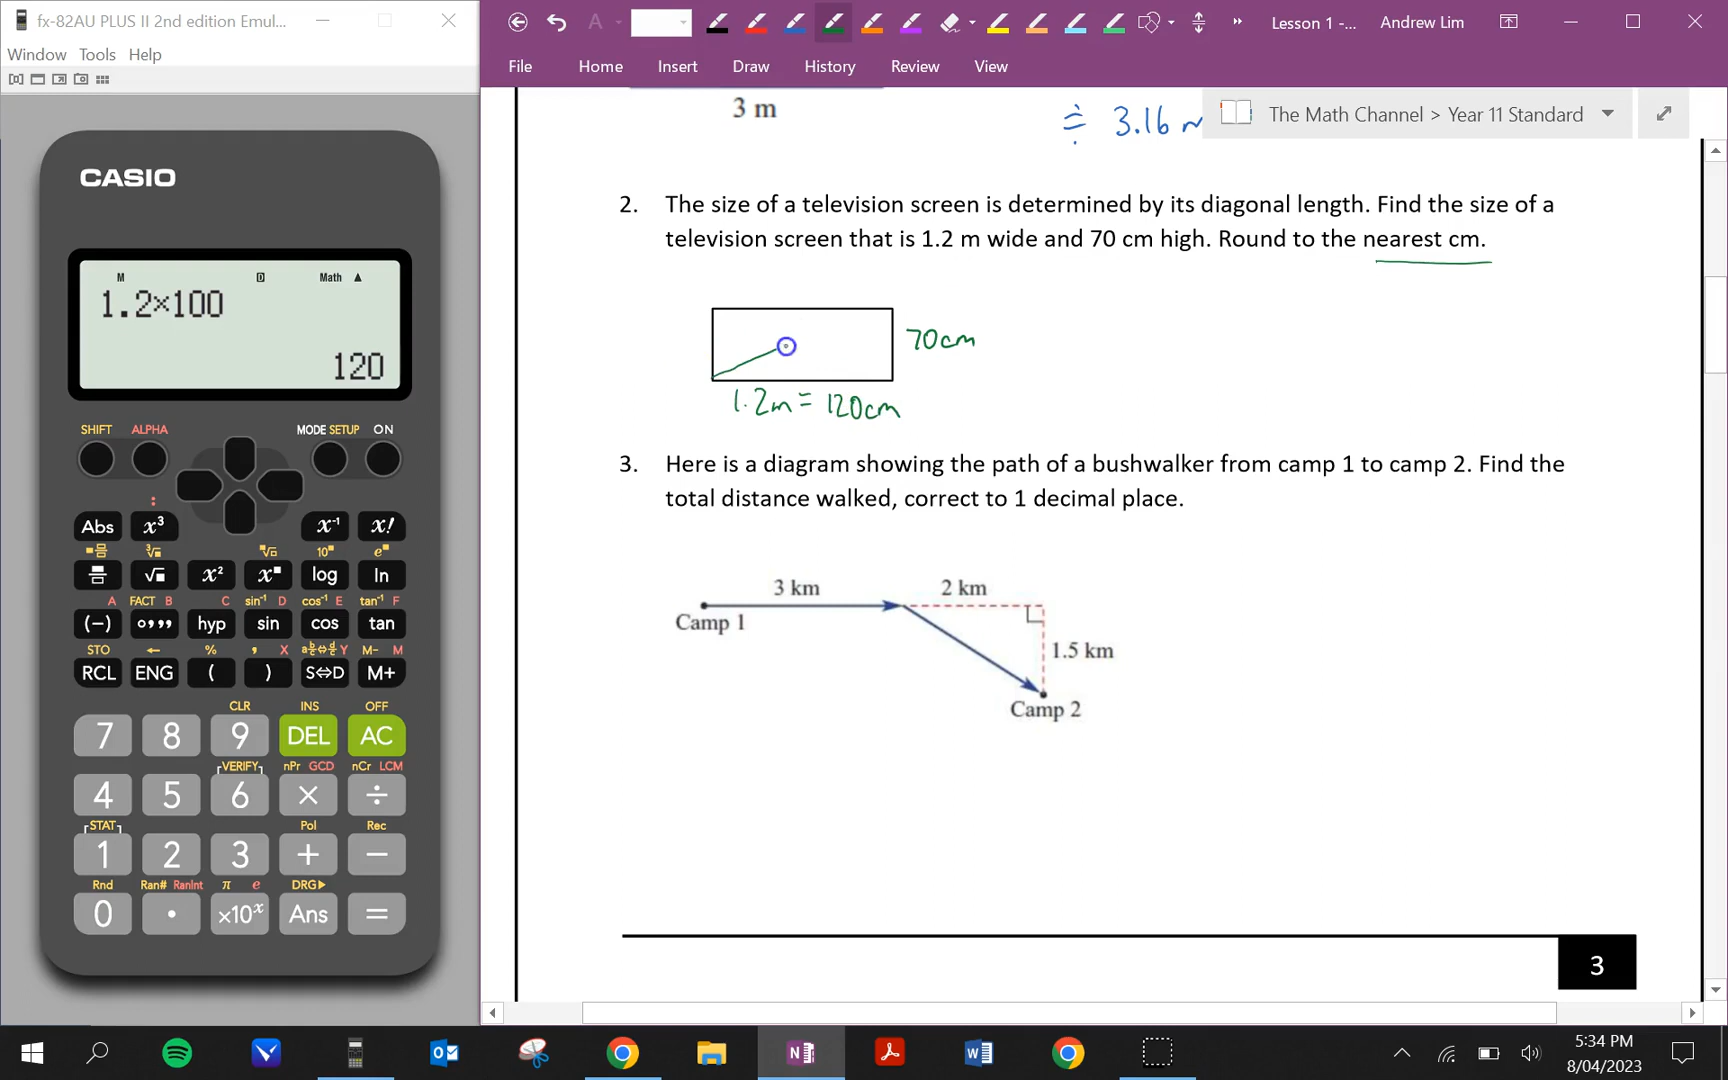 fx-82AU PLUS II 2nd edition Emul...
Window Tools Help
CASIO
M D Math
1.2×100
120
SHIFT ALPHA MODE SETUP ON
:
Abs x³ x⁻¹ x!
³√■ ■√□ 10■ e■
√■ x² x■ log ln
A FACT B C sin⁻¹ D cos⁻¹ E tan⁻¹ F
(−) °,,, hyp sin cos tan
STO ← % , X a b/c⇔d/c Y M- M
RCL ENG ( ) S⇔D M+
CLR INS OFF
7 8 9 DEL AC
VERIFY nPr GCD nCr LCM
4 5 6 × ÷
STAT Pol Rec
1 2 3 + −
Rnd Ran# RanInt π e DRG▶
0 • ×10ˣ Ans =
A Lesson 1 -... Andrew Lim
File Home Insert Draw History Review View
The Math Channel > Year 11 Standard
3 m
≑ 3.16 m
2. The size of a television screen is determined by its diagonal length. Find the size of a
television screen that is 1.2 m wide and 70 cm high. Round to the nearest cm.
70cm
1.2m = 120cm
3. Here is a diagram showing the path of a bushwalker from camp 1 to camp 2. Find the
total distance walked, correct to 1 decimal place.
3 km 2 km
Camp 1
1.5 km
Camp 2
3
5:34 PM
8/04/2023